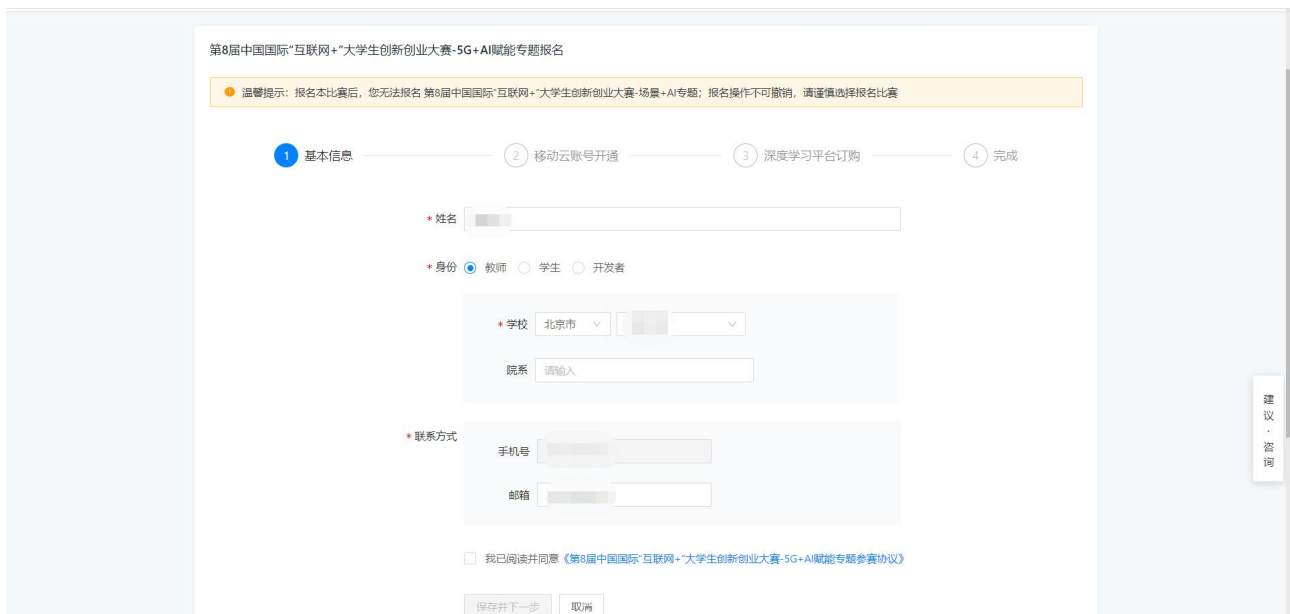 第8届中国国际“互联网+”大学生创新创业大赛-5G+AI赋能专题报名
温馨提示：报名本比赛后，您无法报名 第8届中国国际“互联网+”大学生创新创业大赛-场景+AI专题；报名操作不可撤销，请谨慎选择报名比赛
1 基本信息 2 移动云账号开通 3 深度学习平台订购 4 完成
* 姓名
* 身份 教师 学生 开发者
* 学校 北京市
院系 请输入
* 联系方式
手机号
邮箱
我已阅读并同意《第8届中国国际“互联网+”大学生创新创业大赛-5G+AI赋能专题参赛协议》
保存并下一步 取消
建
议
·
咨
询